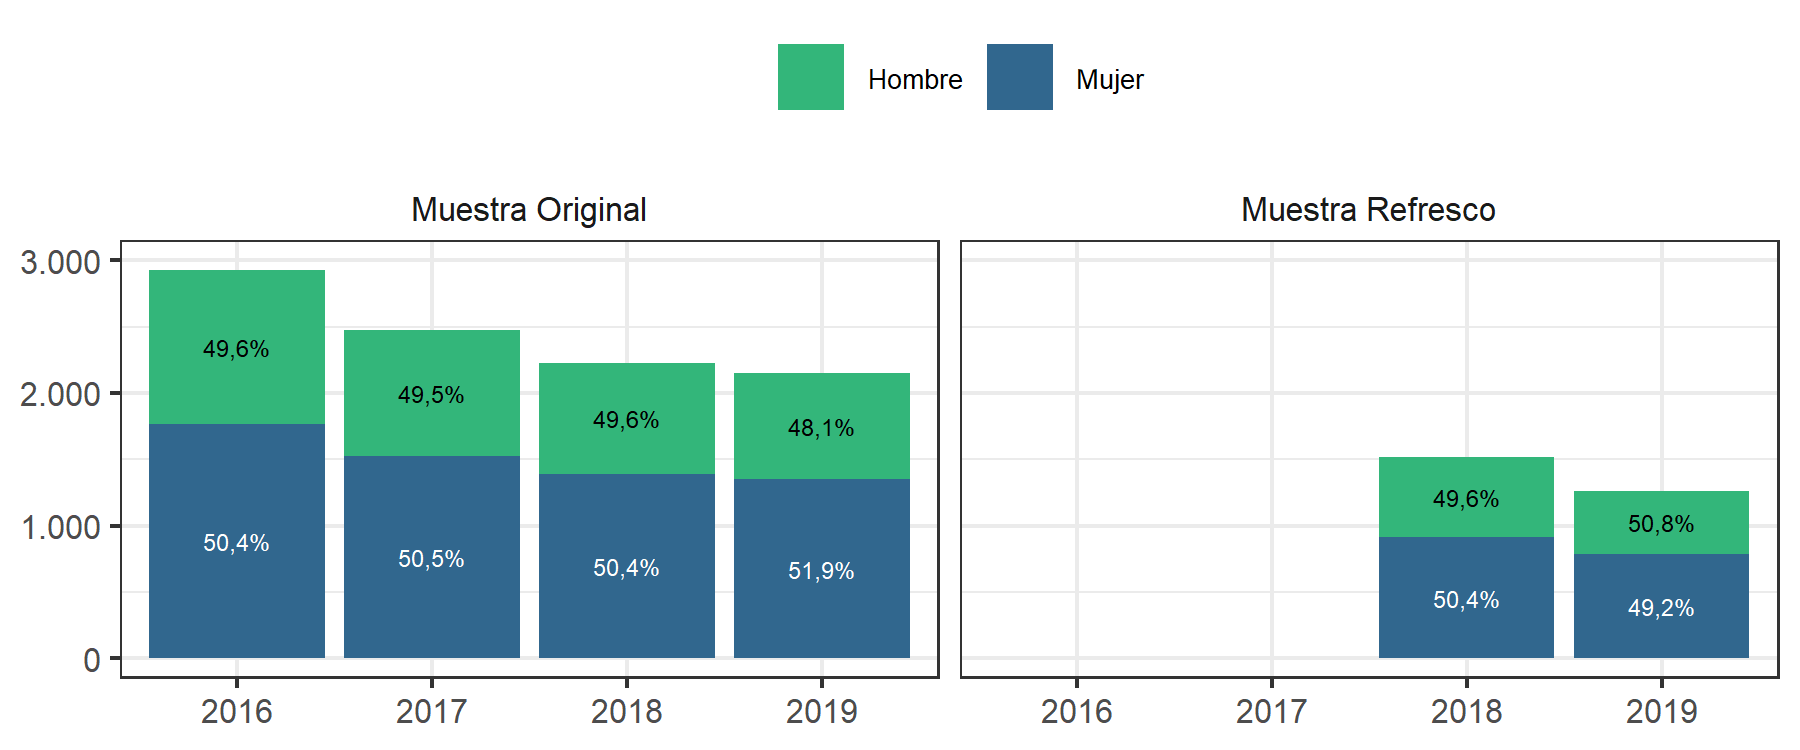 Hombre Mujer
Muestra Original Muestra Refresco
3.000
49,6%
2.000 49,5% 49,6% 48,1%
49,6% 50,8%
1.000 50,4% 50,5% 50,4% 51,9%
50,4% 49,2%
0
2016 2017 2018 2019 2016 2017 2018 2019